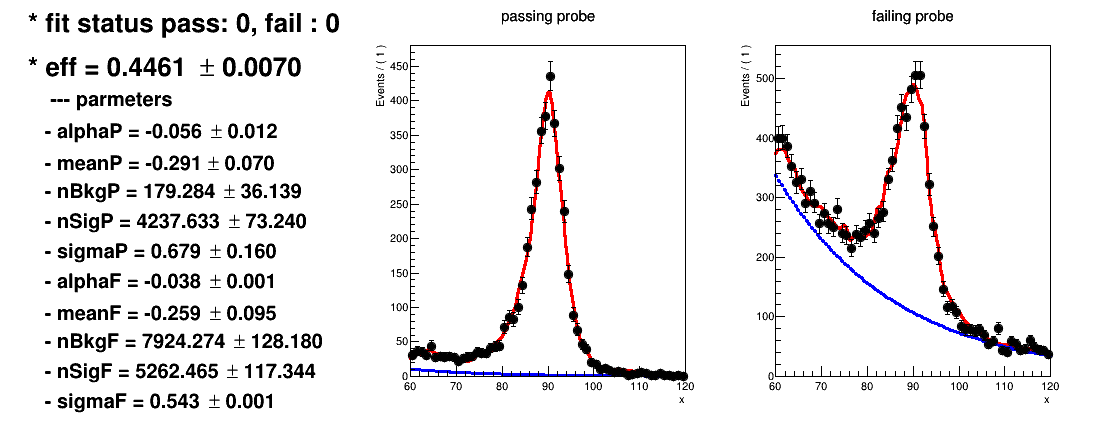 * fit status pass: 0, fail : 0
* eff = 0.4461 ± 0.0070
--- parmeters
- alphaP = -0.056 ± 0.012
- meanP = -0.291 ± 0.070
- nBkgP = 179.284 ± 36.139
- nSigP = 4237.633 ± 73.240
- sigmaP = 0.679 ± 0.160
- alphaF = -0.038 ± 0.001
- meanF = -0.259 ± 0.095
- nBkgF = 7924.274 ± 128.180
- nSigF = 5262.465 ± 117.344
- sigmaF = 0.543 ± 0.001
passing probe
Events / ( 1 )
450
400
350
300
250
200
150
100
50
0
60 70 80 90 100 110 120
x
failing probe
Events / ( 1 )
500
400
300
200
100
0
60 70 80 90 100 110 120
x